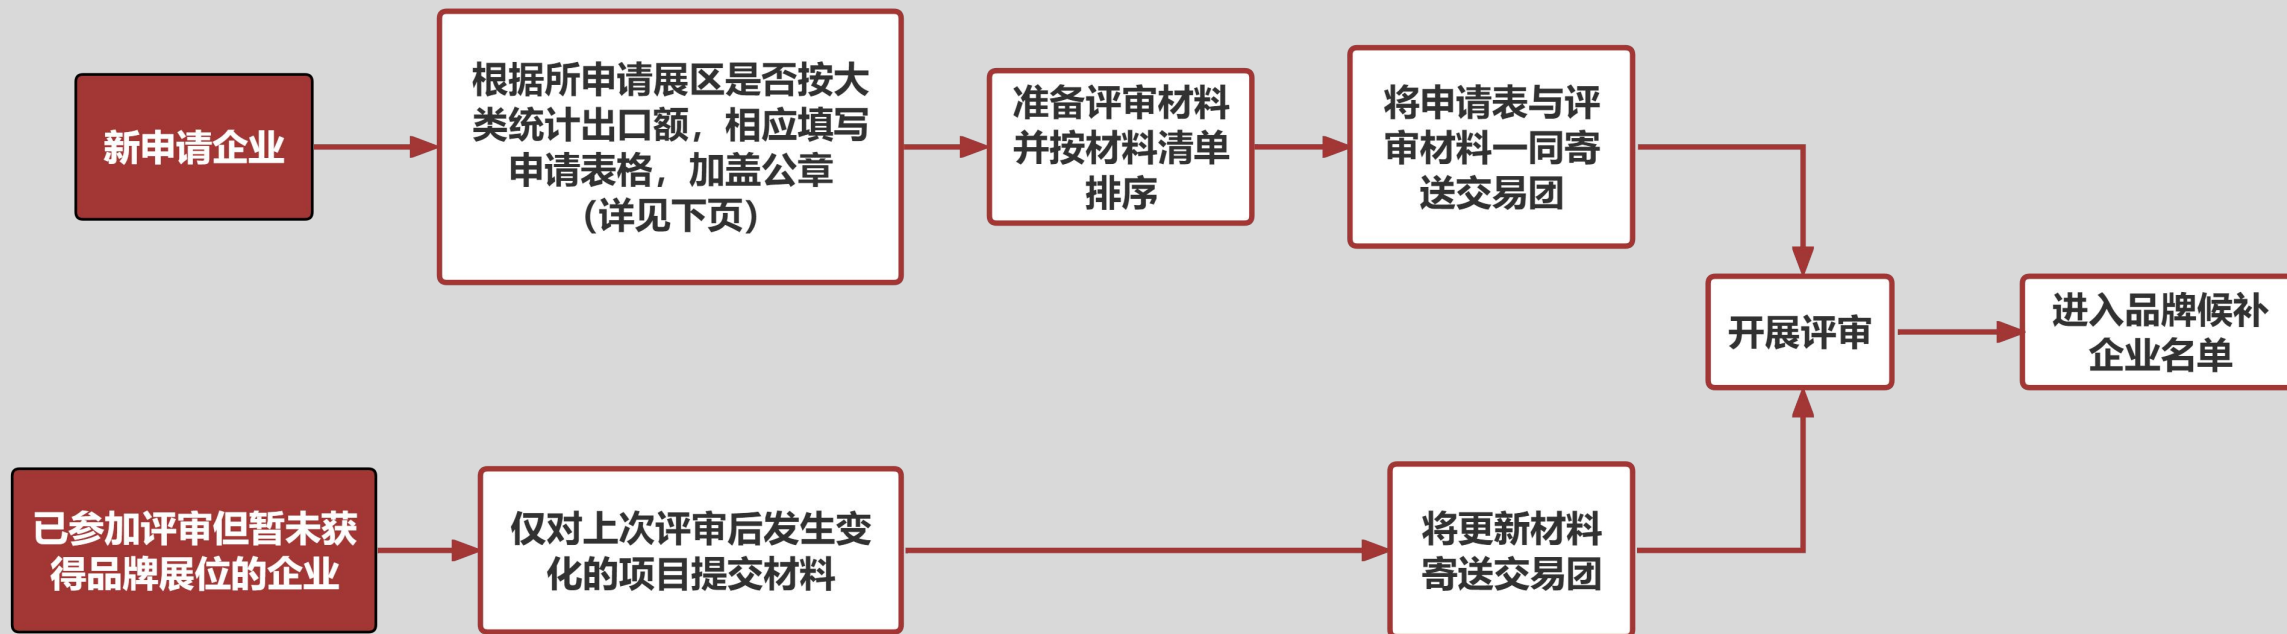 新申请企业
根据所申请展区是否按大
类统计出口额，相应填写
申请表格，加盖公章
（详见下页）
准备评审材料
并按材料清单
排序
将申请表与评
审材料一同寄
送交易团
开展评审
进入品牌候补
企业名单
已参加评审但暂未获
得品牌展位的企业
仅对上次评审后发生变
化的项目提交材料
将更新材料
寄送交易团